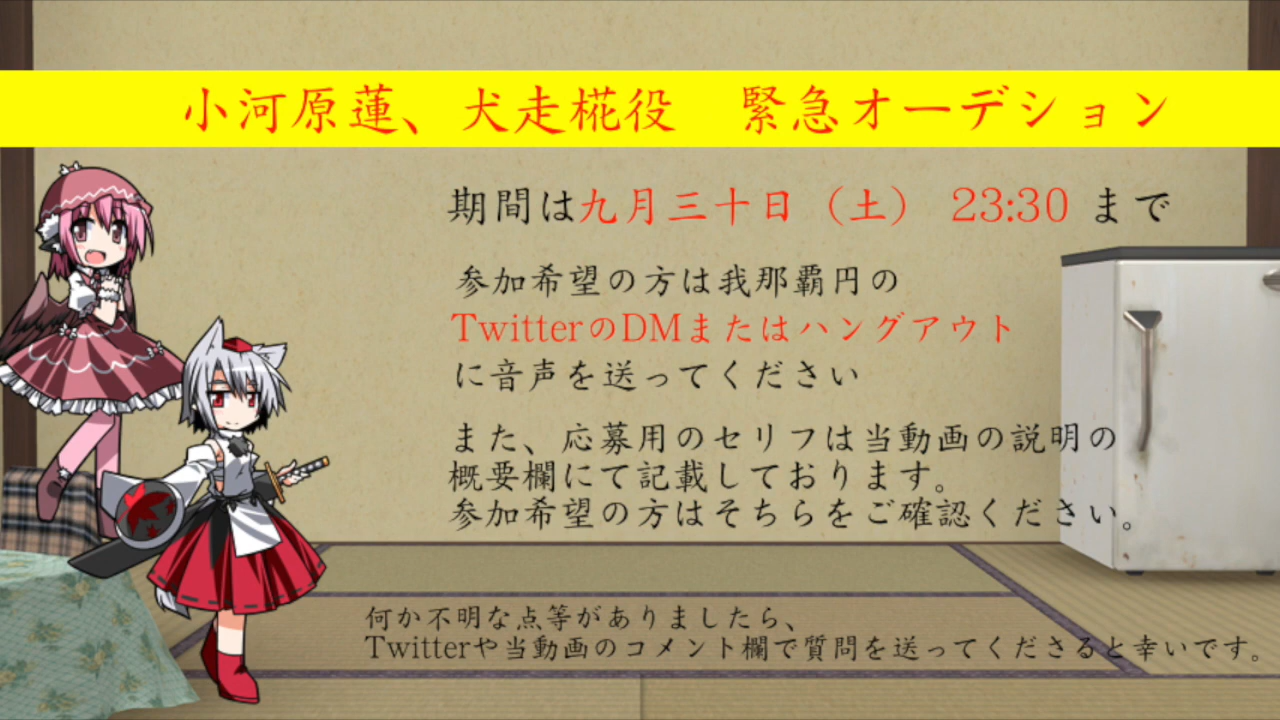 小河原蓮、犬走椛役　緊急オーデション
期間は九月三十日（土） 23:30 まで
参加希望の方は我那覇円の
TwitterのDMまたはハングアウト
に音声を送ってください
また、応募用のセリフは当動画の説明の
概要欄にて記載しております。
参加希望の方はそちらをご確認ください。
何か不明な点等がありましたら、
Twitterや当動画のコメント欄で質問を送ってくださると幸いです。